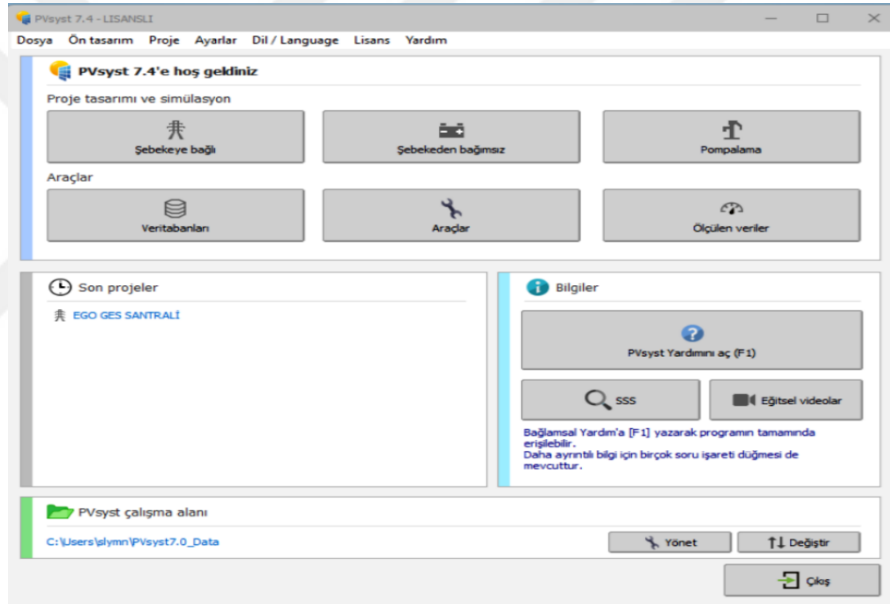 PVsyst 7.4 - LISANSLI
Dosya Ön tasarım Proje Ayarlar Dil / Language Lisans Yardım
PVsyst 7.4'e hoş geldiniz
Proje tasarımı ve simülasyon
Şebekeye bağlı
Şebekeden bağımsız
Pompalama
Araçlar
Veritabanları
Araçlar
Ölçülen veriler
Son projeler
EGO GES SANTRALİ
Bilgiler
PVsyst Yardımını aç (F1)
SSS
Eğitsel videolar
Bağlamsal Yardım'a [F1] yazarak programın tamamında
erişilebilir.
Daha ayrıntılı bilgi için birçok soru işareti düğmesi de
mevcuttur.
PVsyst çalışma alanı
C:\Users\slymn\PVsyst7.0_Data
Yönet
Değiştir
Çıkış